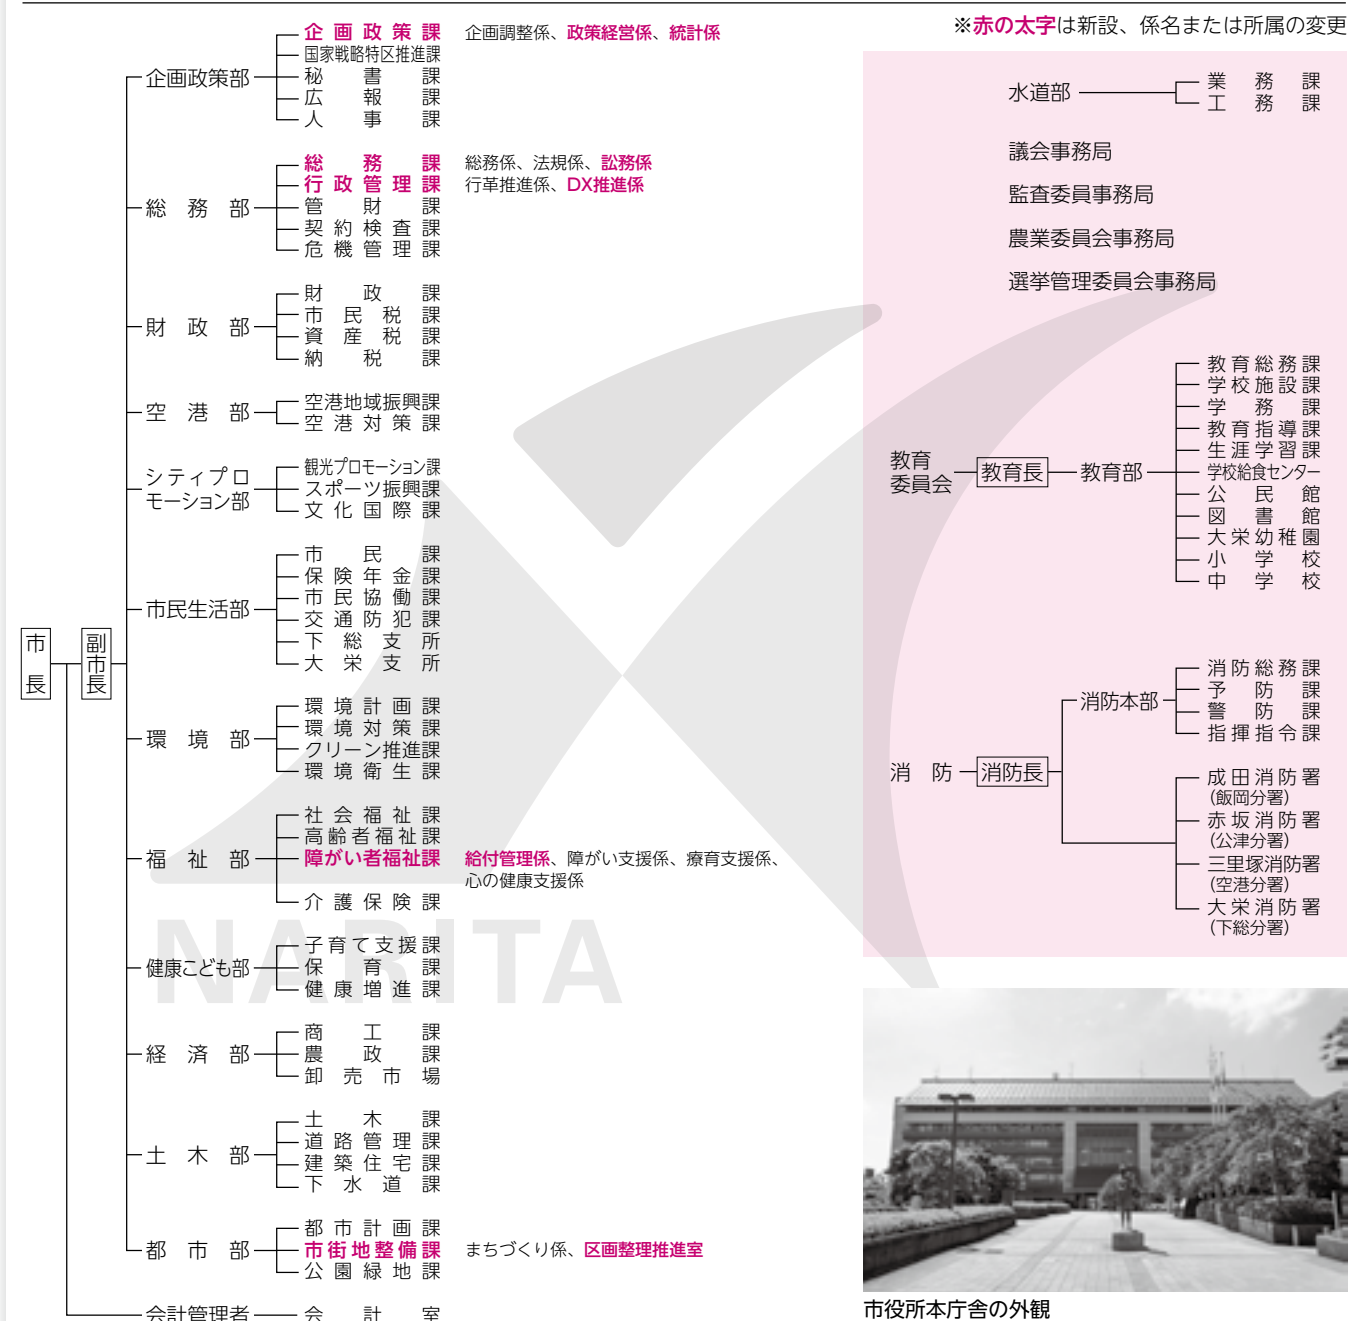 ※赤の太字は新設、係名または所属の変更
市長
副市長
企画政策部
企画政策課 企画調整係、政策経営係、統計係
国家戦略特区推進課
秘書課
広報課
人事課
総務部
総務課 総務係、法規係、訟務係
行政管理課 行革推進係、DX推進係
管財課
契約検査課
危機管理課
財政部
財政課
市民税課
資産税課
納税課
空港部
空港地域振興課
空港対策課
シティプロ
モーション部
観光プロモーション課
スポーツ振興課
文化国際課
市民生活部
市民課
保険年金課
市民協働課
交通防犯課
下総支所
大栄支所
環境部
環境計画課
環境対策課
クリーン推進課
環境衛生課
福祉部
社会福祉課
高齢者福祉課
障がい者福祉課 給付管理係、障がい支援係、療育支援係、
心の健康支援係
介護保険課
健康こども部
子育て支援課
保育課
健康増進課
経済部
商工課
農政課
卸売市場
土木部
土木課
道路管理課
建築住宅課
下水道課
都市部
都市計画課
市街地整備課 まちづくり係、区画整理推進室
公園緑地課
会計管理者 会計室
水道部
業務課
工務課
議会事務局
監査委員事務局
農業委員会事務局
選挙管理委員会事務局
教育
委員会
教育長
教育部
教育総務課
学校施設課
学務課
教育指導課
生涯学習課
学校給食センター
公民館
図書館
大栄幼稚園
小学校
中学校
消防
消防長
消防本部
消防総務課
予防課
警防課
指揮指令課
成田消防署
(飯岡分署)
赤坂消防署
(公津分署)
三里塚消防署
(空港分署)
大栄消防署
(下総分署)
NARITA
市役所本庁舎の外観